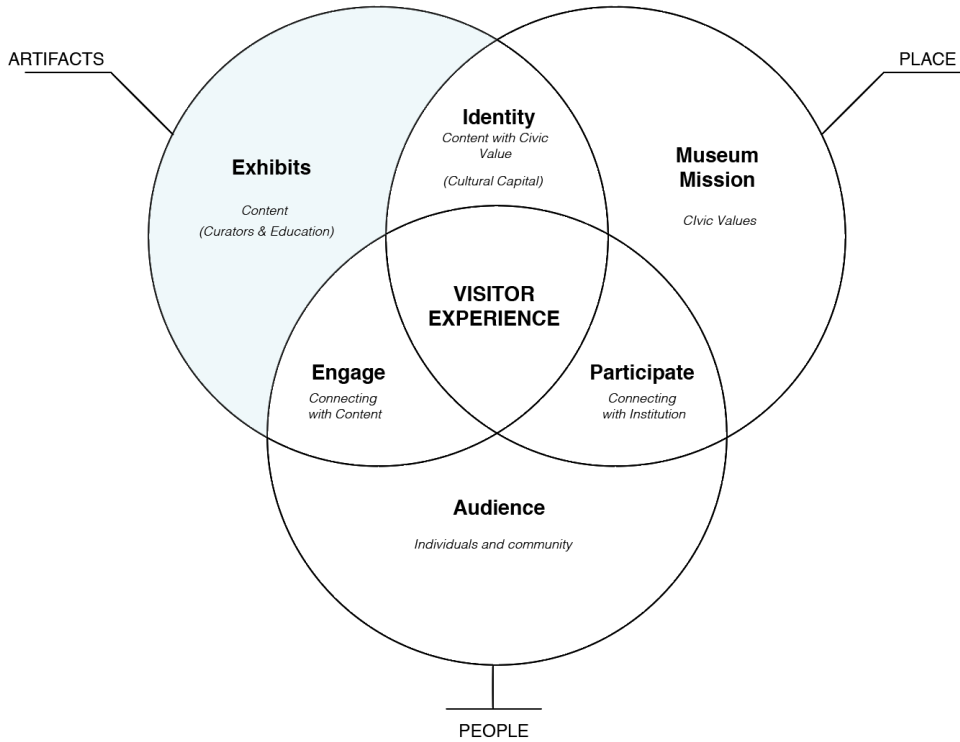 ARTIFACTS
PLACE
Identity
Content with Civic
Value
(Cultural Capital)
Exhibits
Content
(Curators & Education)
Museum
Mission
CIvic Values
VISITOR
EXPERIENCE
Engage
Connecting
with Content
Participate
Connecting
with Institution
Audience
Individuals and community
PEOPLE